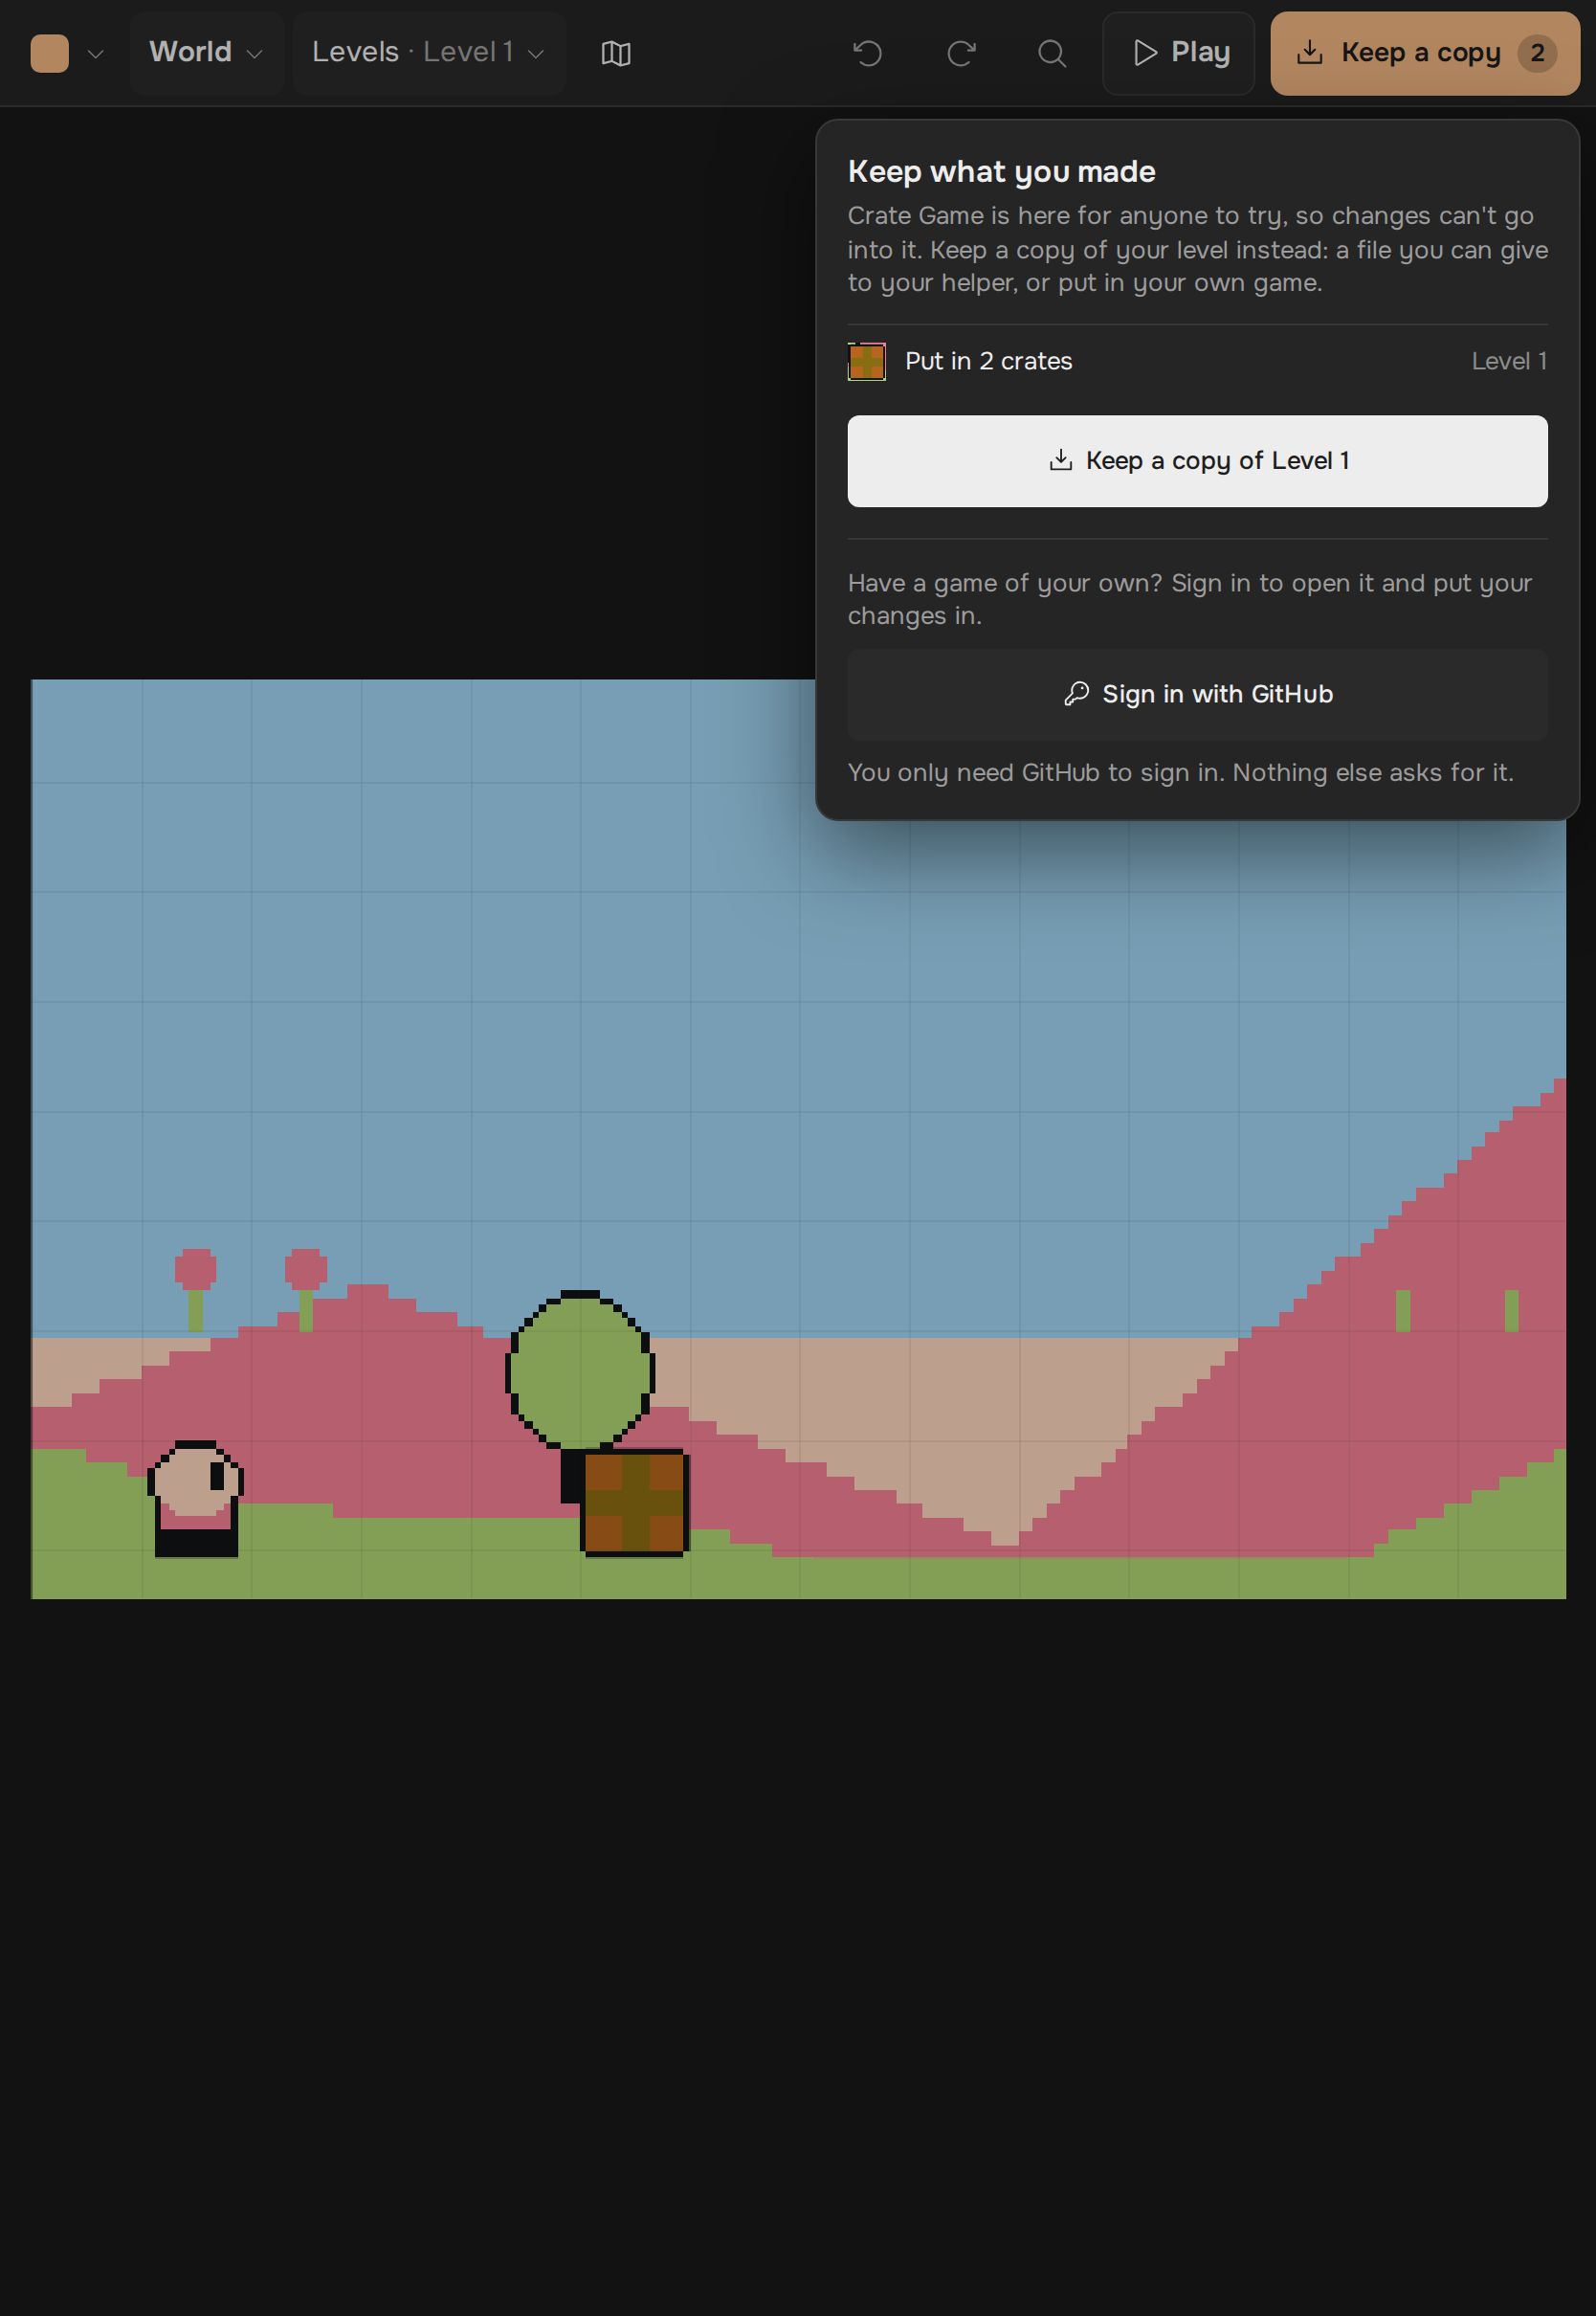 World
Levels · Level 1
Play
Keep a copy 2
Keep what you made
Crate Game is here for anyone to try, so changes can't go
into it. Keep a copy of your level instead: a file you can give
to your helper, or put in your own game.
Put in 2 crates
Level 1
Keep a copy of Level 1
Have a game of your own? Sign in to open it and put your
changes in.
Sign in with GitHub
You only need GitHub to sign in. Nothing else asks for it.